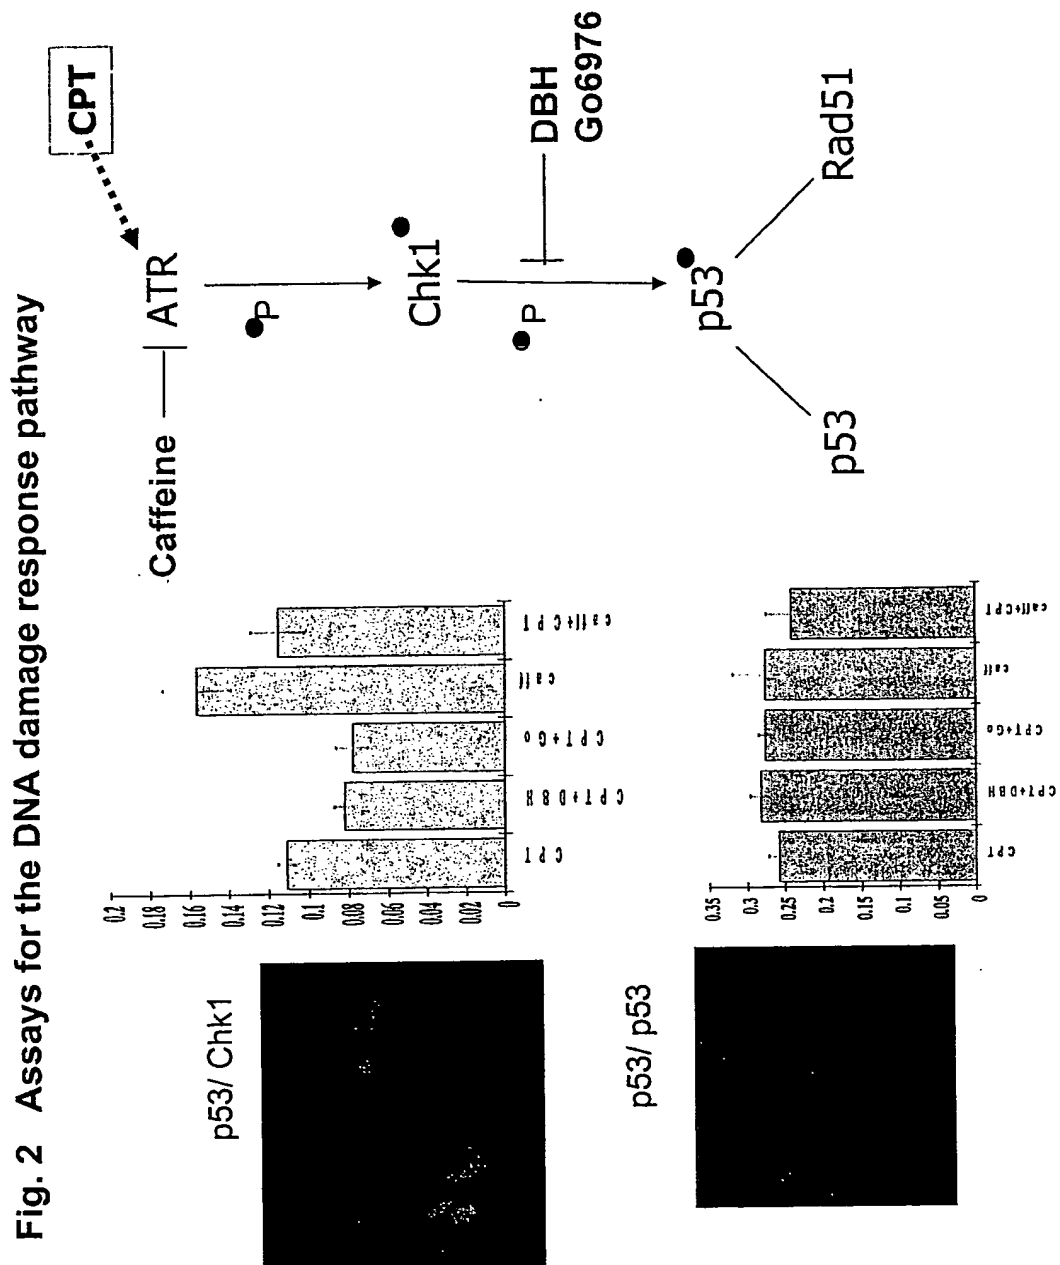 Fig. 2 Assays for the DNA damage response pathway
p53/ Chk1
0.2
0.18
0.16
0.14
0.12
0.1
0.08
0.06
0.04
0.02
0
CPT
CPT+DBH
CPT+Go
caff
caff+CPT
p53/ p53
0.35
0.3
0.25
0.2
0.15
0.1
0.05
0
CPT
CPT+DBH
CPT+Go
caff
caff+CPT
CPT
Caffeine
ATR
P
Chk1
P
DBH
Go6976
p53
p53
Rad51